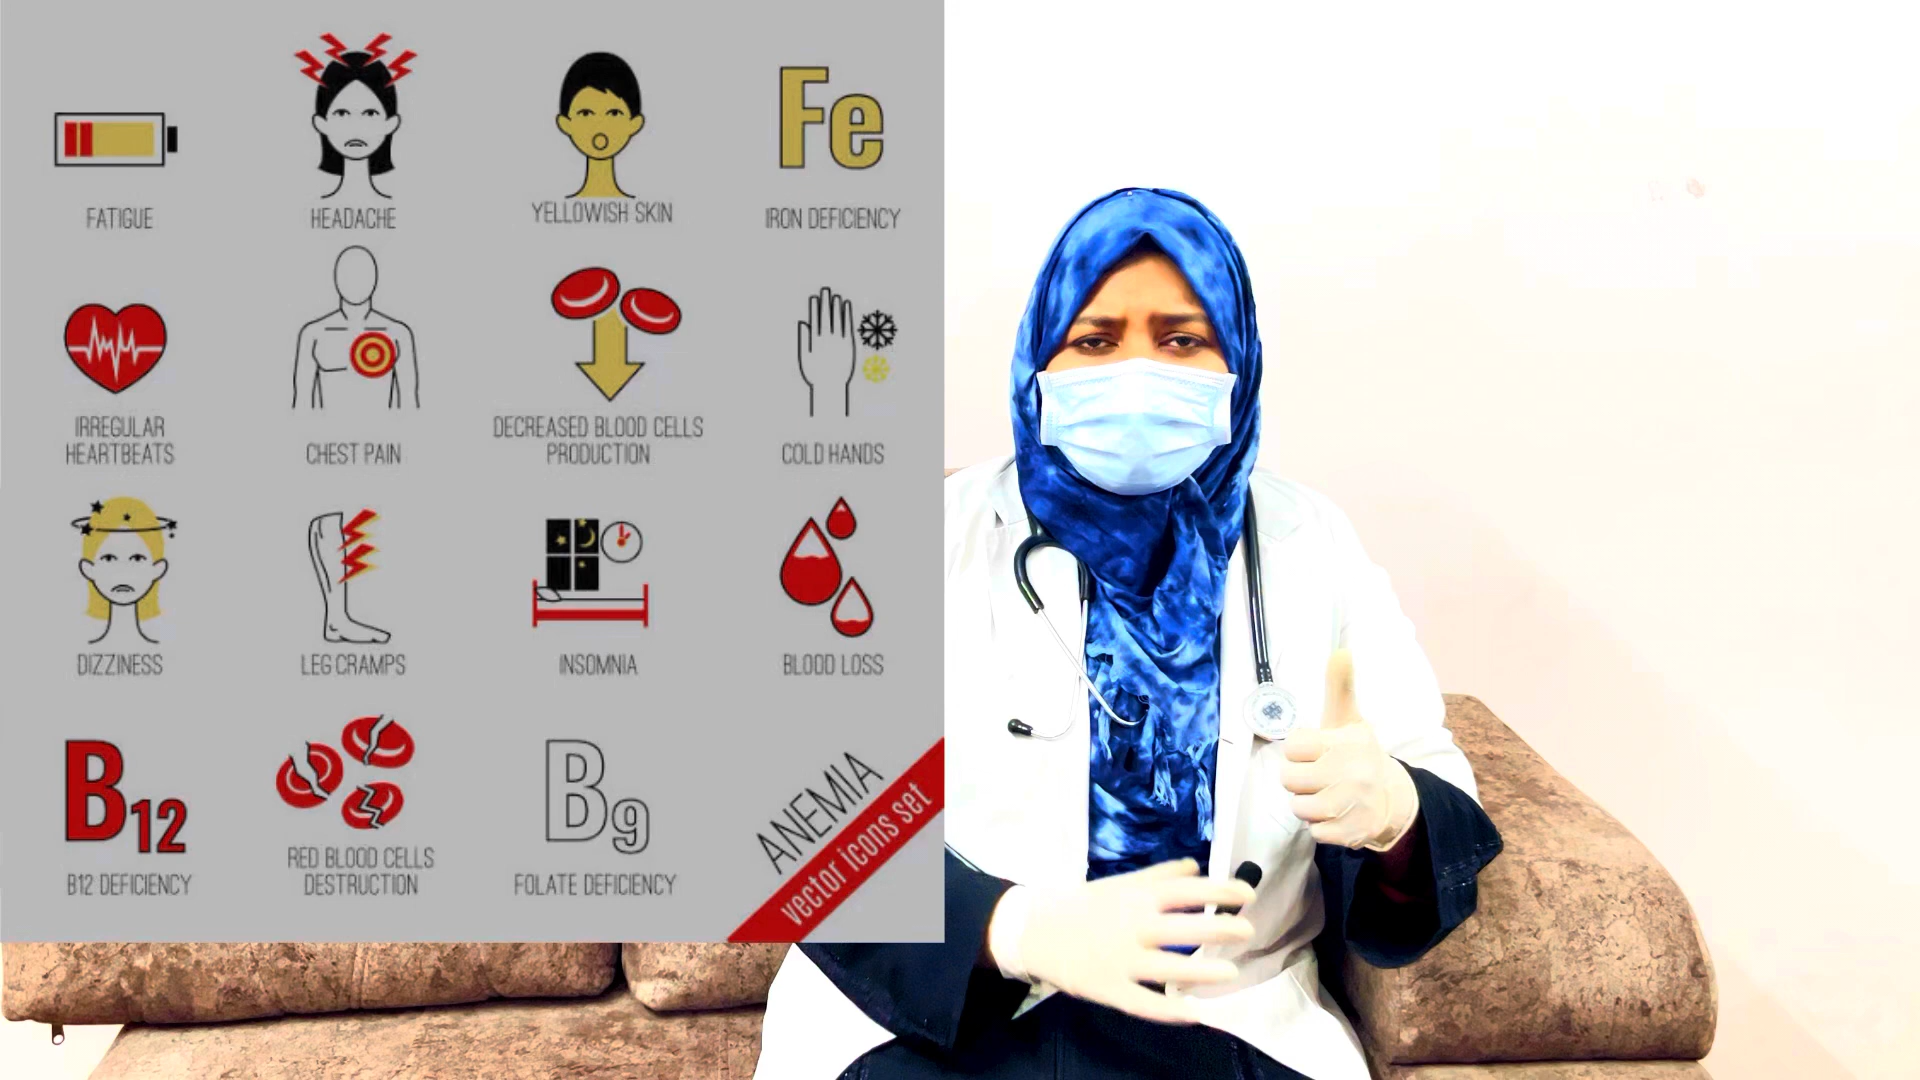 Fe
FATIGUE
HEADACHE
YELLOWISH SKIN
IRON DEFICIENCY
IRREGULAR
HEARTBEATS
CHEST PAIN
DECREASED BLOOD CELLS
PRODUCTION
COLD HANDS
DIZZINESS
LEG CRAMPS
INSOMNIA
BLOOD LOSS
B12
B9
B12 DEFICIENCY
RED BLOOD CELLS
DESTRUCTION
FOLATE DEFICIENCY
ANEMIA
vector icons set